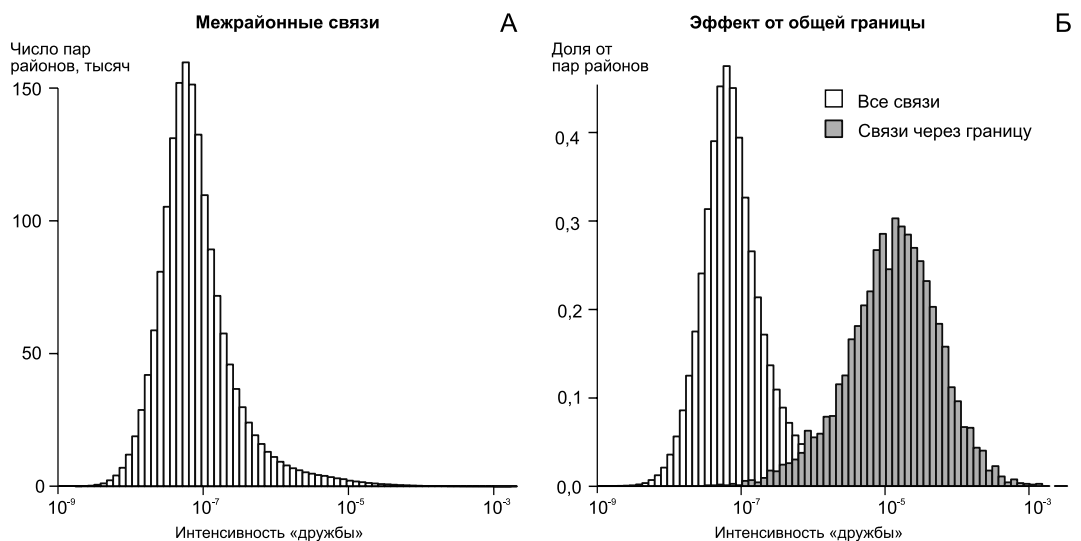 Межрайонные связи
А
Число пар
районов, тысяч
150
100
50
0
10-9
10-7
10-5
10-3
Интенсивность «дружбы»
Эффект от общей границы
Б
Доля от
пар районов
Все связи
Связи через границу
0,4
0,3
0,2
0,1
0,0
10-9
10-7
10-5
10-3
Интенсивность «дружбы»